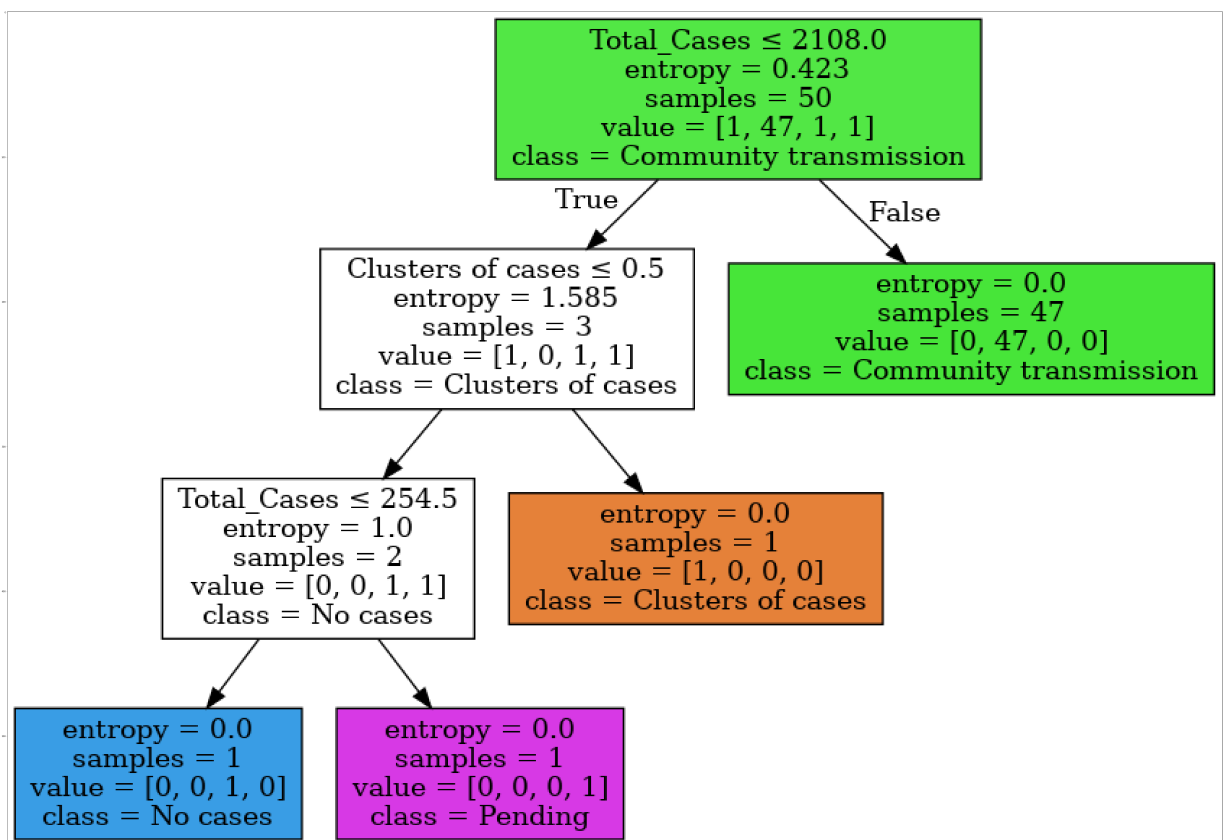 Total_Cases ≤ 2108.0
entropy = 0.423
samples = 50
value = [1, 47, 1, 1]
class = Community transmission
True
False
Clusters of cases ≤ 0.5
entropy = 1.585
samples = 3
value = [1, 0, 1, 1]
class = Clusters of cases
entropy = 0.0
samples = 47
value = [0, 47, 0, 0]
class = Community transmission
Total_Cases ≤ 254.5
entropy = 1.0
samples = 2
value = [0, 0, 1, 1]
class = No cases
entropy = 0.0
samples = 1
value = [1, 0, 0, 0]
class = Clusters of cases
entropy = 0.0
samples = 1
value = [0, 0, 1, 0]
class = No cases
entropy = 0.0
samples = 1
value = [0, 0, 0, 1]
class = Pending